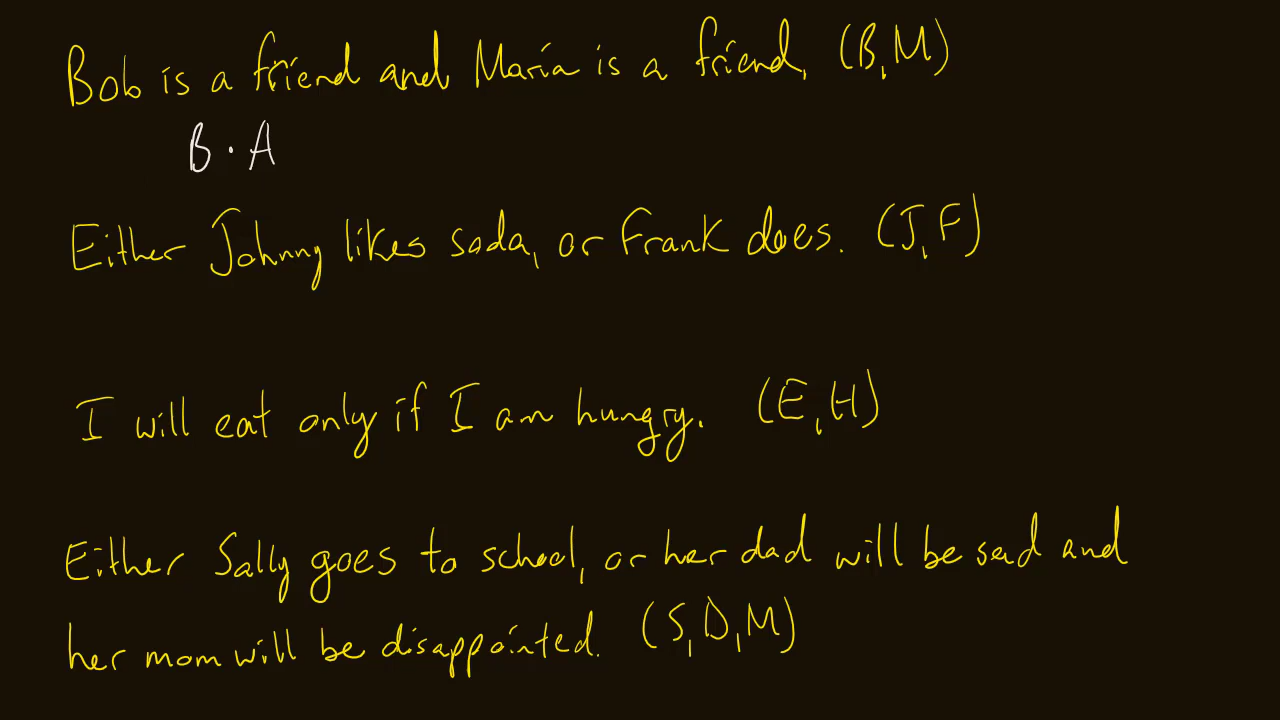 Bob is a friend and Maria is a friend. (B,M)
B · A
Either Johnny likes soda, or Frank does. (J,F)
I will eat only if I am hungry. (E,H)
Either Sally goes to school, or her dad will be sad and
her mom will be disappointed. (S,D,M)